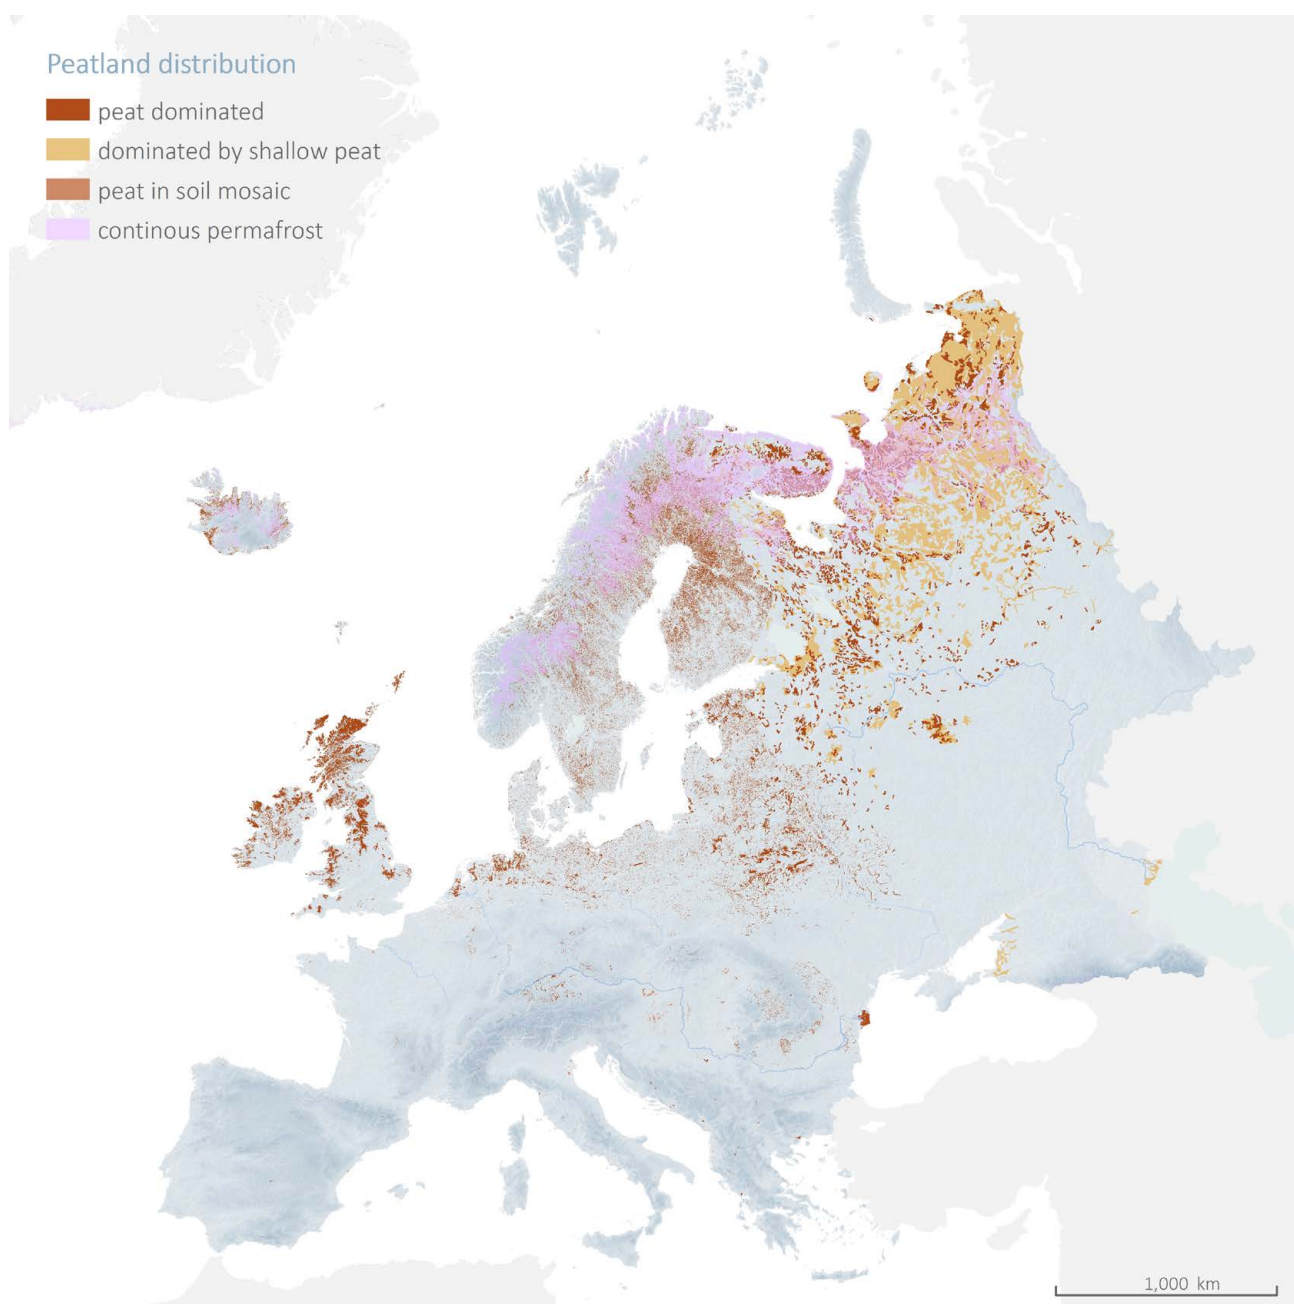 Peatland distribution
peat dominated
dominated by shallow peat
peat in soil mosaic
continous permafrost
1,000 km